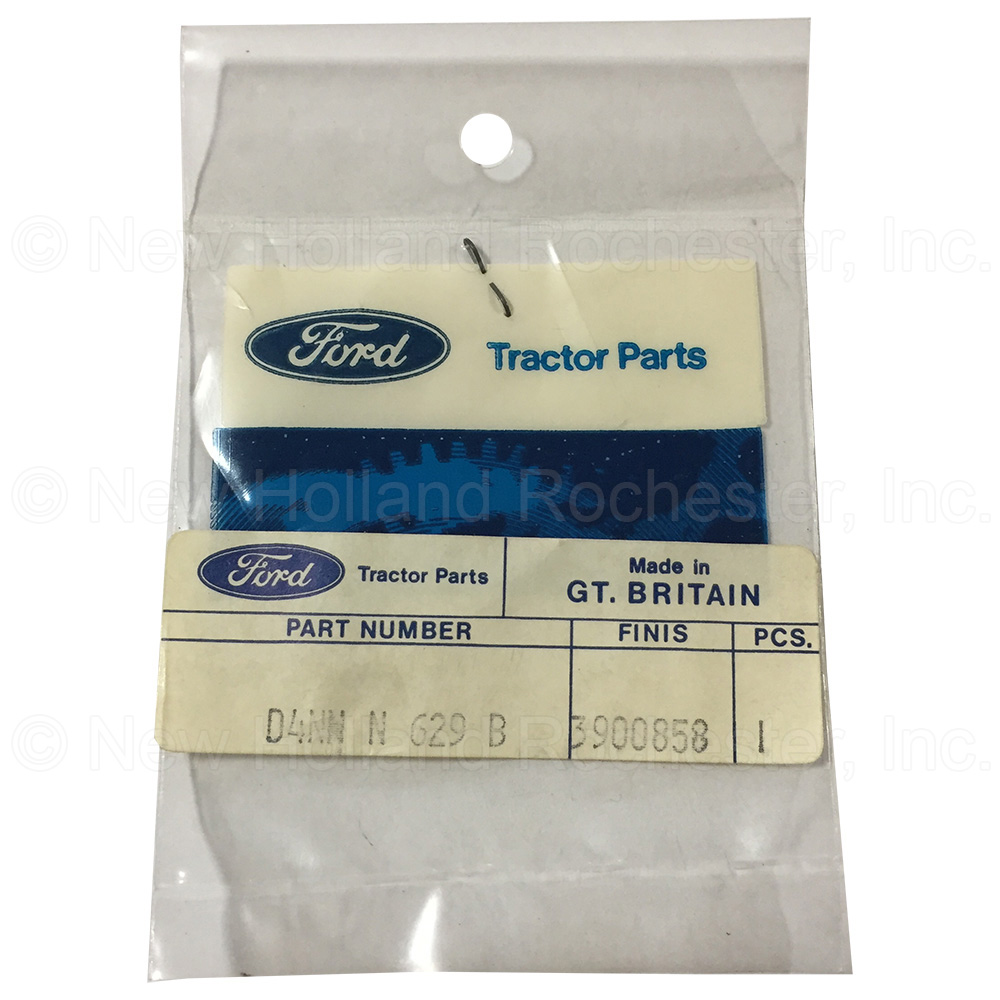 © New Holland Rochester, Inc.
Ford Tractor Parts
© New Holland Rochester, Inc.
Ford Tractor Parts Made in
GT. BRITAIN
PART NUMBER FINIS PCS.
D4NN N 629 B 3900858 1
© New Holland Rochester, Inc.